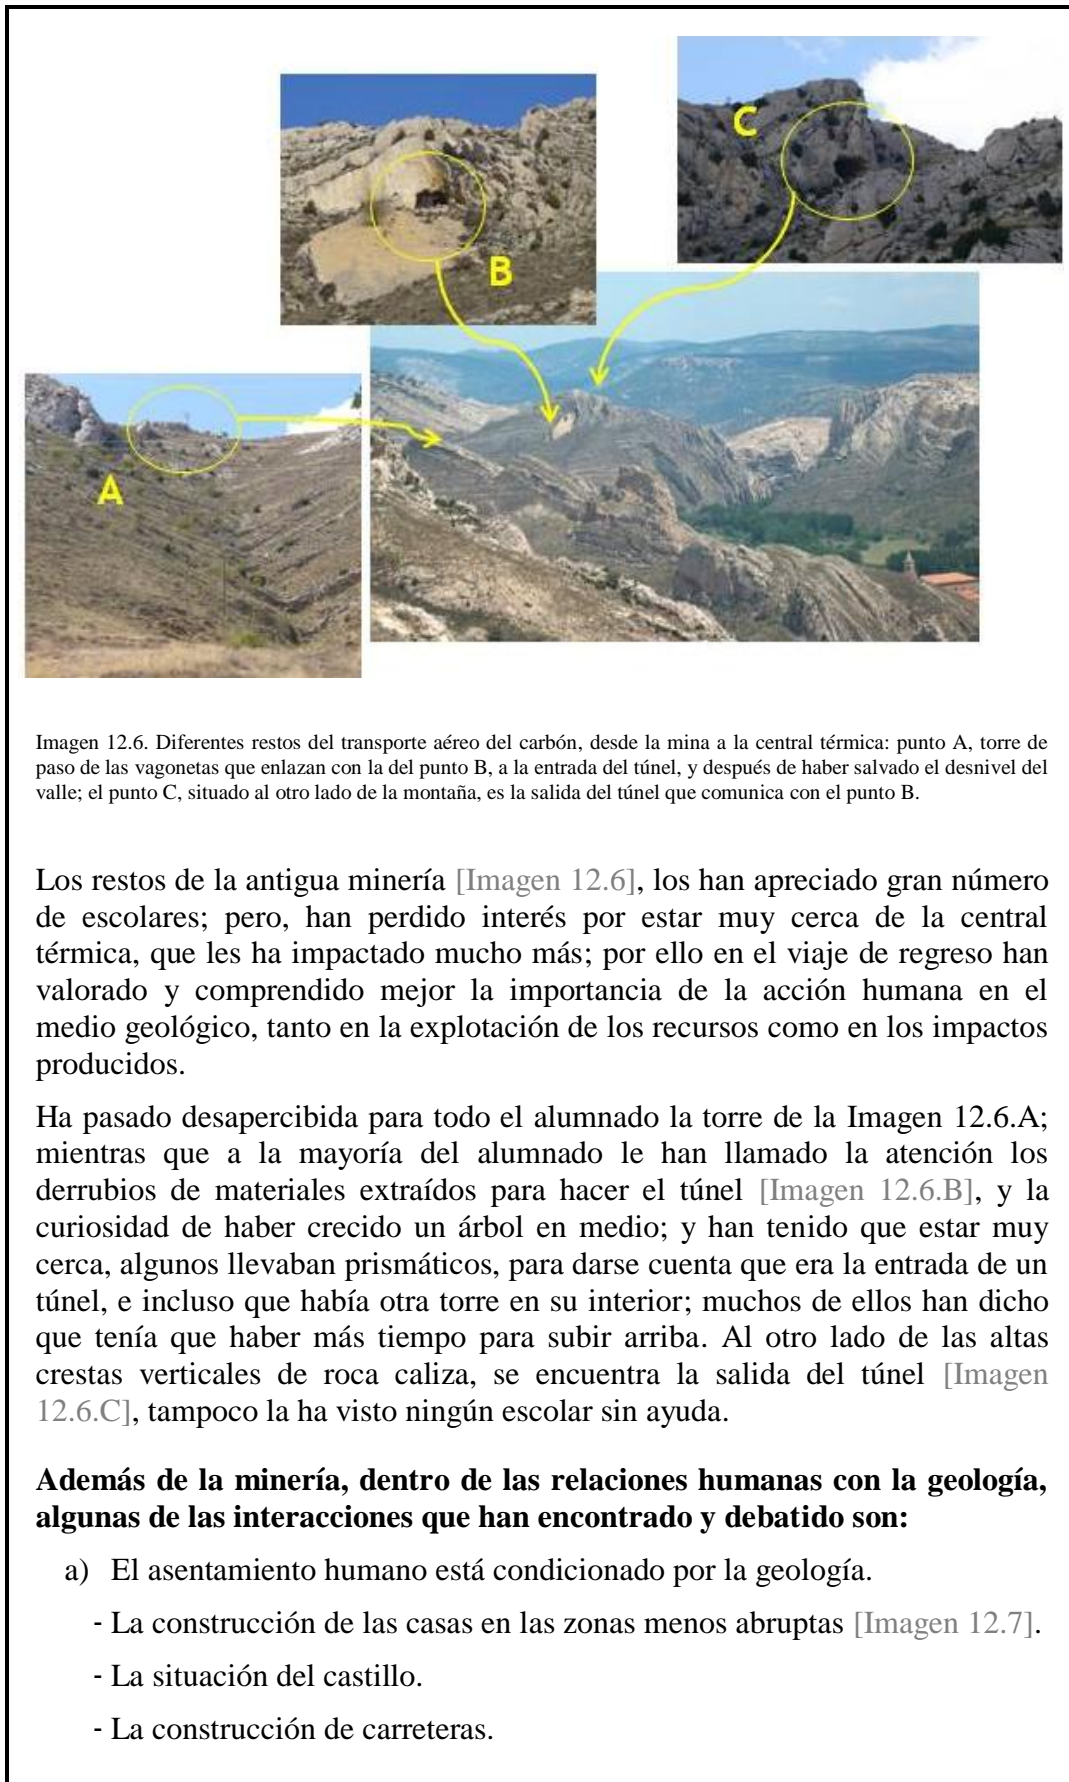 C
B
A
Imagen 12.6. Diferentes restos del transporte aéreo del carbón, desde la mina a la central térmica: punto A, torre de
paso de las vagonetas que enlazan con la del punto B, a la entrada del túnel, y después de haber salvado el desnivel del
valle; el punto C, situado al otro lado de la montaña, es la salida del túnel que comunica con el punto B.
Los restos de la antigua minería [Imagen 12.6], los han apreciado gran número
de escolares; pero, han perdido interés por estar muy cerca de la central
térmica, que les ha impactado mucho más; por ello en el viaje de regreso han
valorado y comprendido mejor la importancia de la acción humana en el
medio geológico, tanto en la explotación de los recursos como en los impactos
producidos.
Ha pasado desapercibida para todo el alumnado la torre de la Imagen 12.6.A;
mientras que a la mayoría del alumnado le han llamado la atención los
derrubios de materiales extraídos para hacer el túnel [Imagen 12.6.B], y la
curiosidad de haber crecido un árbol en medio; y han tenido que estar muy
cerca, algunos llevaban prismáticos, para darse cuenta que era la entrada de un
túnel, e incluso que había otra torre en su interior; muchos de ellos han dicho
que tenía que haber más tiempo para subir arriba. Al otro lado de las altas
crestas verticales de roca caliza, se encuentra la salida del túnel [Imagen
12.6.C], tampoco la ha visto ningún escolar sin ayuda.
Además de la minería, dentro de las relaciones humanas con la geología,
algunas de las interacciones que han encontrado y debatido son:
a) El asentamiento humano está condicionado por la geología.
- La construcción de las casas en las zonas menos abruptas [Imagen 12.7].
- La situación del castillo.
- La construcción de carreteras.